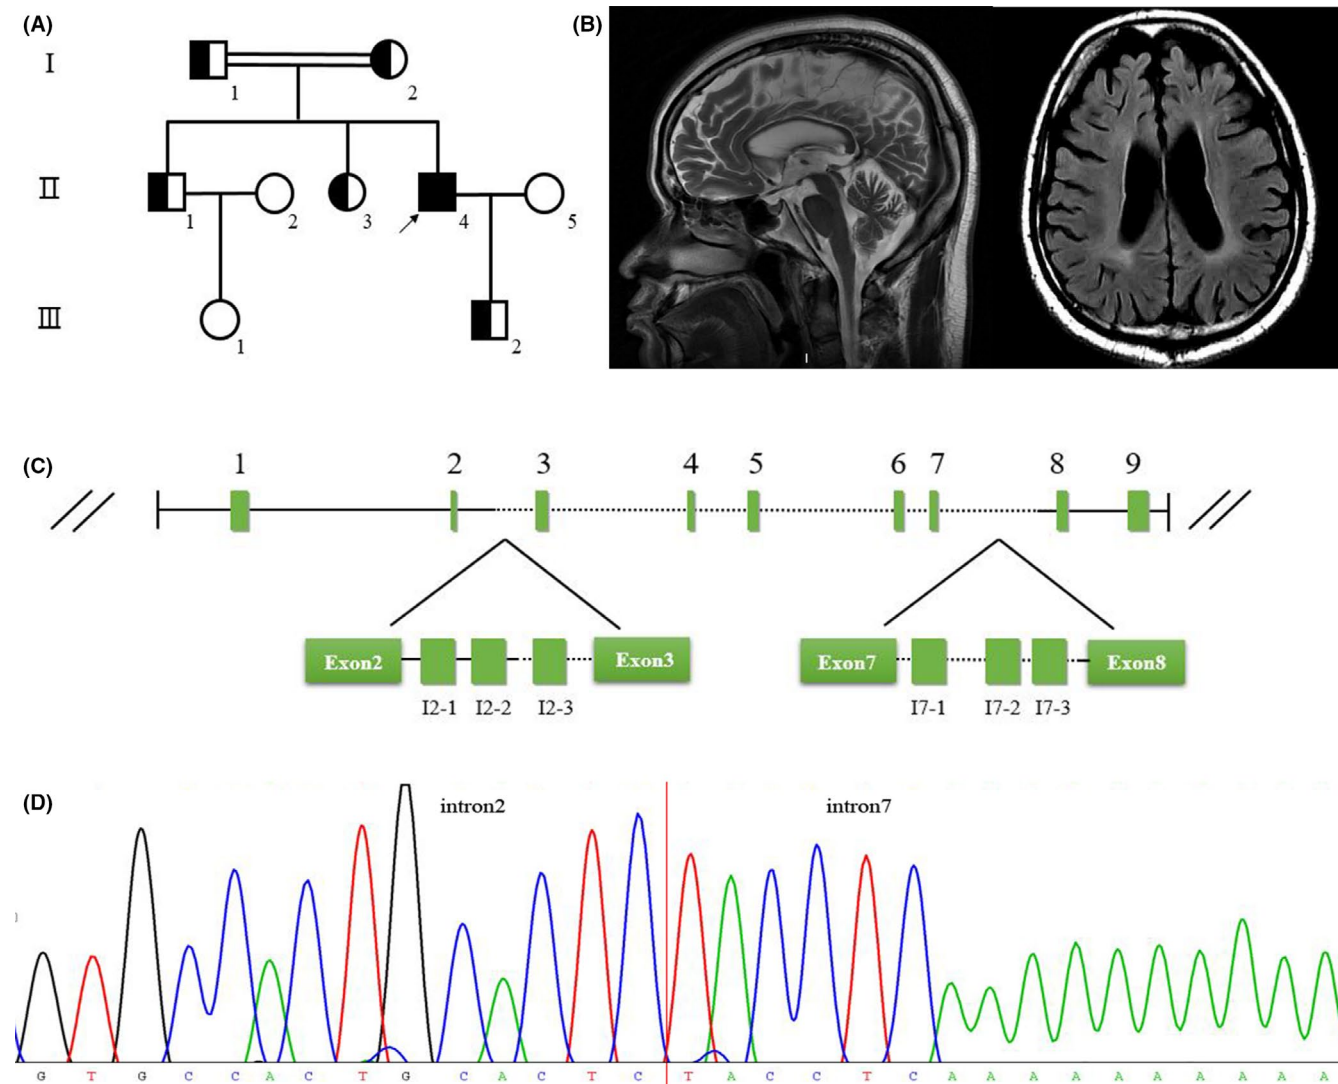 (A)
(B)
I
1
2
II
1
2
3
4
5
III
1
2
(C)
1 2 3 4 5 6 7 8 9
Exon2 Exon3 Exon7 Exon8
I2-1 I2-2 I2-3 I7-1 I7-2 I7-3
(D)
intron2 intron7
G T G C C A C T G C A C T C T A C C T C A A A A A A A A A A